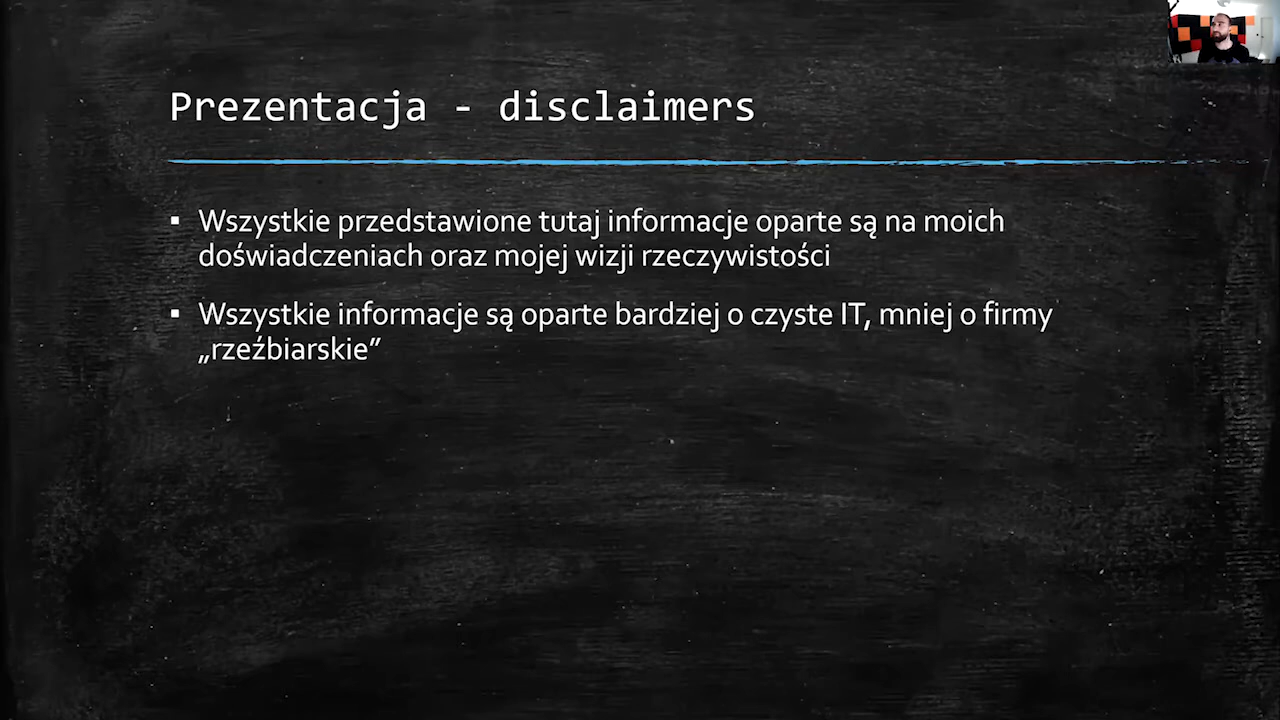 Prezentacja - disclaimers
▪ Wszystkie przedstawione tutaj informacje oparte są na moich
doświadczeniach oraz mojej wizji rzeczywistości
▪ Wszystkie informacje są oparte bardziej o czyste IT, mniej o firmy
„rzeźbiarskie”